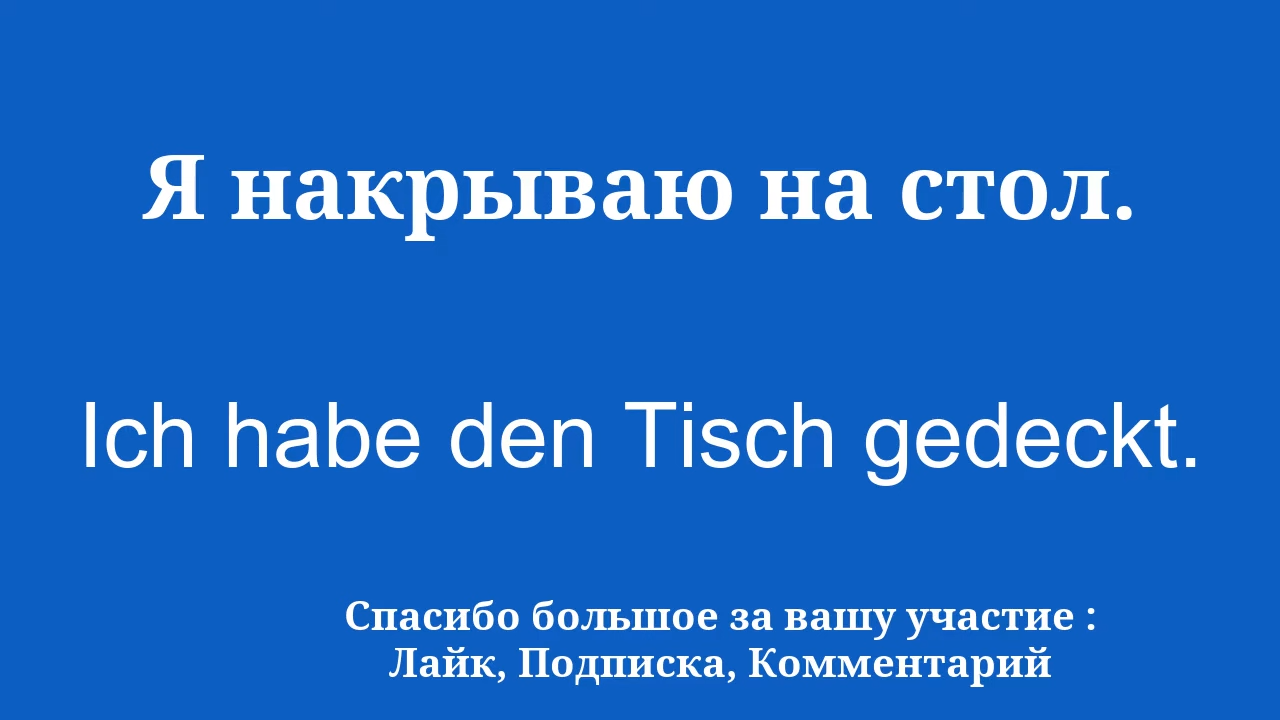 Я накрываю на стол.
Ich habe den Tisch gedeckt.
Спасибо большое за вашу участие :
Лайк, Подписка, Комментарий